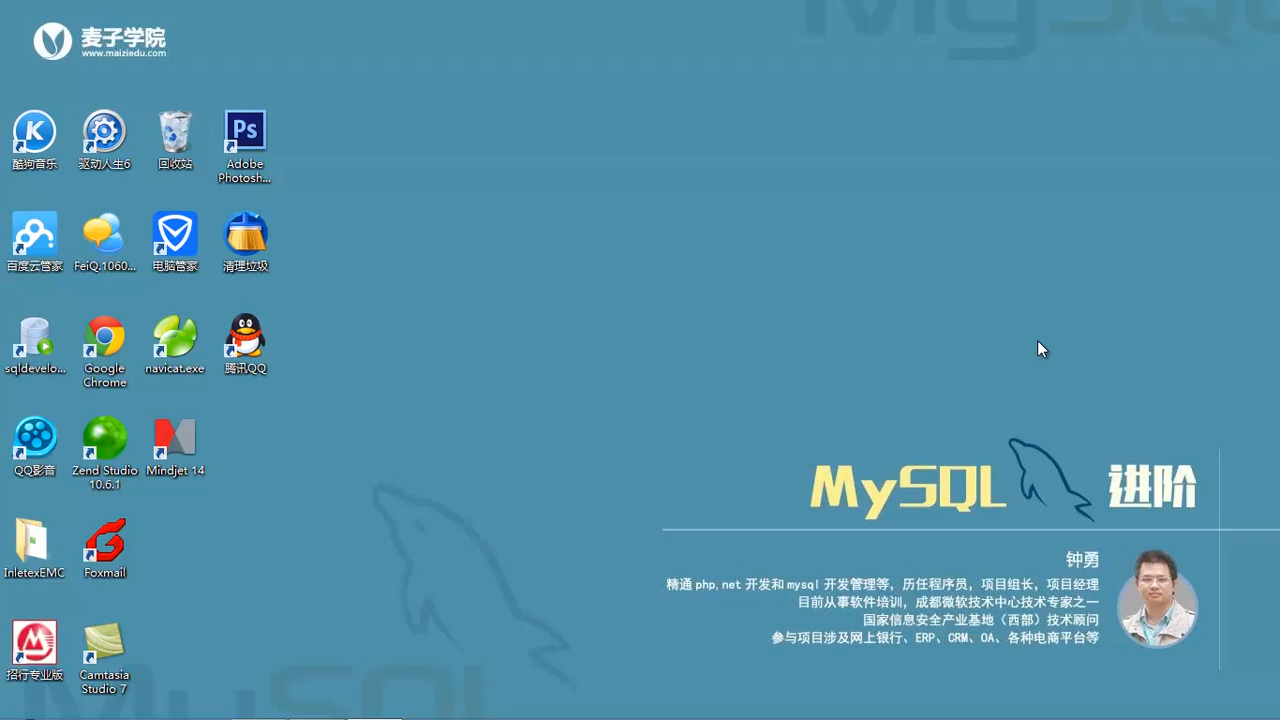 麦子学院
www.maiziedu.com
MySQL
酷狗音乐
驱动人生6
回收站
Adobe
Photosh...
百度云管家
FeiQ.1060...
电脑管家
清理垃圾
sqldevelo...
Google
Chrome
navicat.exe
腾讯QQ
QQ影音
Zend Studio
10.6.1
Mindjet 14
InletexEMC
Foxmail
招行专业版
Camtasia
Studio 7
MySQL 进阶
钟勇
精通php,net开发和mysql开发管理等，历任程序员，项目组长，项目经理
目前从事软件培训，成都微软技术中心技术专家之一
国家信息安全产业基地（西部）技术顾问
参与项目涉及网上银行、ERP、CRM、OA、各种电商平台等
MySQL